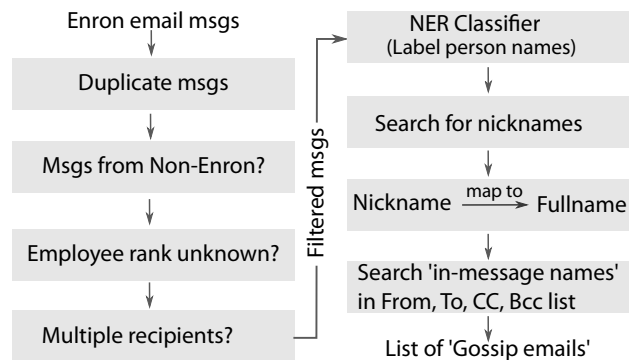 Enron email msgs
Duplicate msgs
Msgs from Non-Enron?
Employee rank unknown?
Multiple recipients?
Filtered msgs
NER Classifier
(Label person names)
Search for nicknames
Nickname map to Fullname
Search 'in-message names'
in From, To, CC, Bcc list
List of 'Gossip emails'